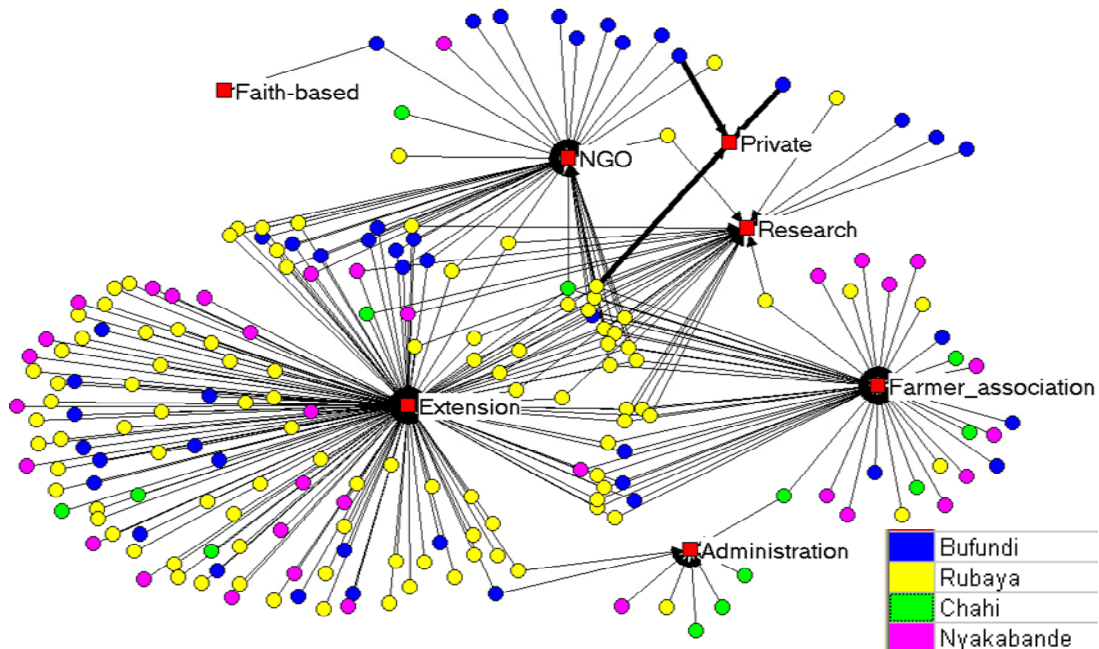 Faith-based
NGO
Private
Research
Farmer_association
Extension
Administration
Bufundi
Rubaya
Chahi
Nyakabande